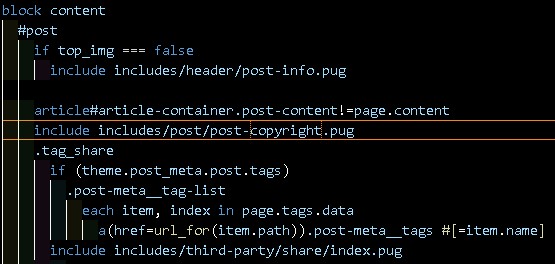 block content
#post
if top_img === false
include includes/header/post-info.pug
article#article-container.post-content!=page.content
include includes/post/post-copyright.pug
.tag_share
if (theme.post_meta.post.tags)
.post-meta__tag-list
each item, index in page.tags.data
a(href=url_for(item.path)).post-meta__tags #[=item.name]
include includes/third-party/share/index.pug